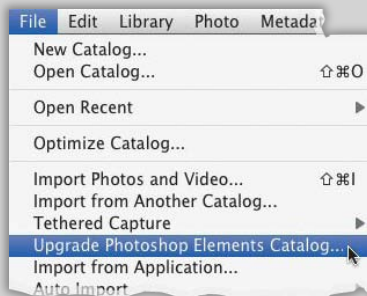 File Edit Library Photo
New Catalog...
Open Catalog... ⇧⌘O
Open Recent
Optimize Catalog...
Import Photos and Video... ⇧⌘I
Import from Another Catalog...
Tethered Capture
Upgrade Photoshop Elements Catalog...
Import from Application...
Auto Import